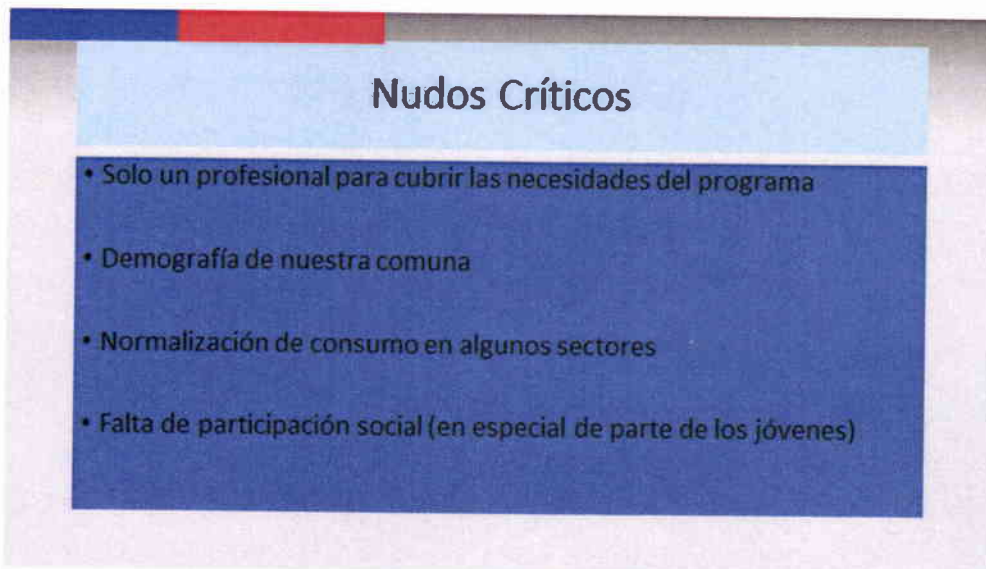 Nudos Críticos
• Solo un profesional para cubrir las necesidades del programa
• Demografía de nuestra comuna
• Normalización de consumo en algunos sectores
• Falta de participación social (en especial de parte de los jóvenes)